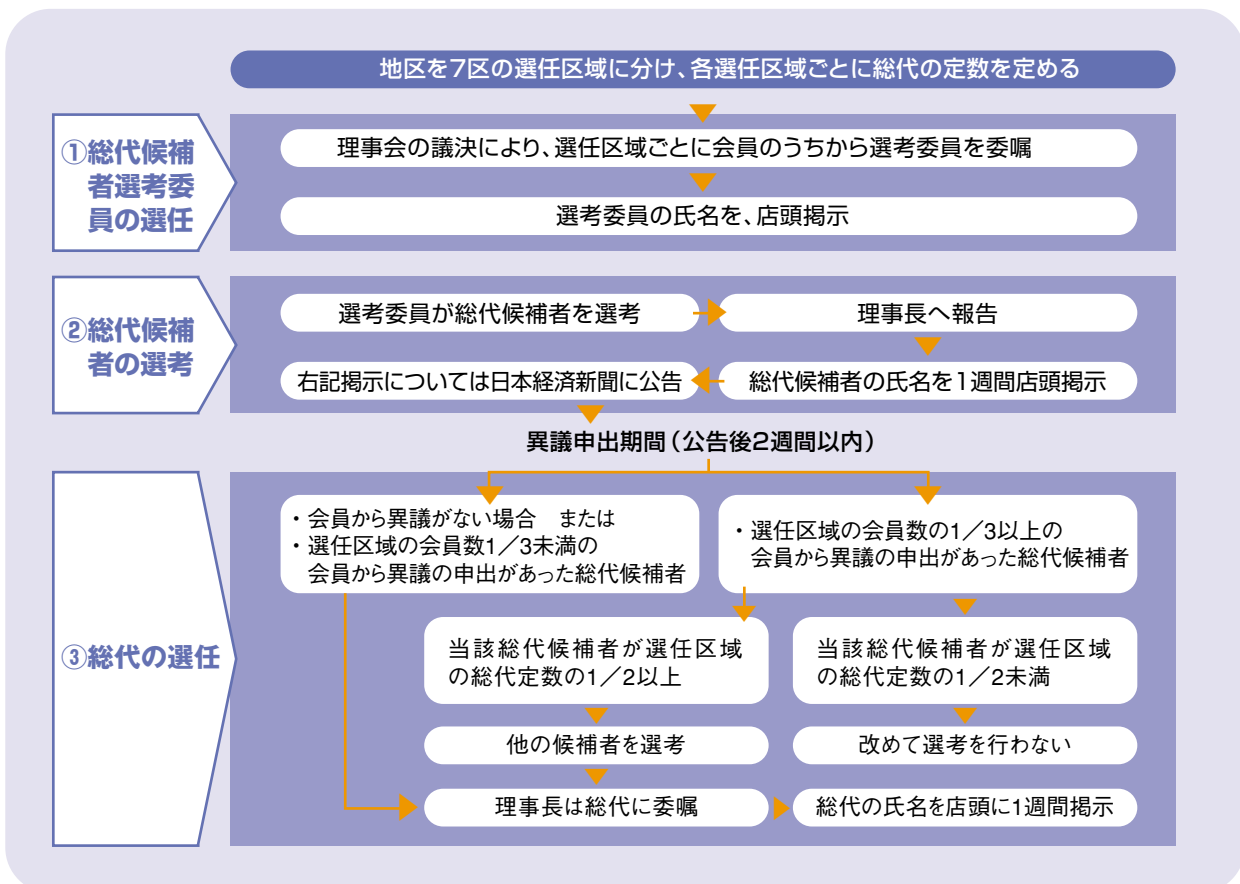 地区を7区の選任区域に分け、各選任区域ごとに総代の定数を定める
①総代候補
者選考委
員の選任
理事会の議決により、選任区域ごとに会員のうちから選考委員を委嘱
選考委員の氏名を、店頭掲示
②総代候補
者の選考
選考委員が総代候補者を選考
理事長へ報告
右記掲示については日本経済新聞に公告
総代候補者の氏名を1週間店頭掲示
異議申出期間（公告後2週間以内）
③総代の選任
・会員から異議がない場合　または
・選任区域の会員数1／3未満の
会員から異議の申出があった総代候補者
・選任区域の会員数の1／3以上の
会員から異議の申出があった総代候補者
当該総代候補者が選任区域
の総代定数の1／2以上
当該総代候補者が選任区域
の総代定数の1／2未満
他の候補者を選考
改めて選考を行わない
理事長は総代に委嘱
総代の氏名を店頭に1週間掲示